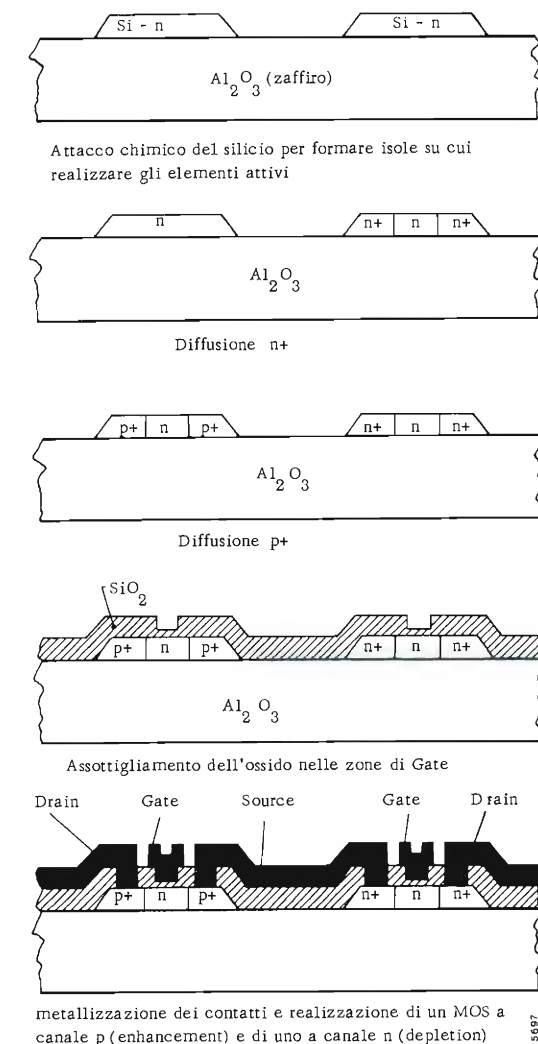 Si - n Si - n
Al2O3 (zaffiro)
Attacco chimico del silicio per formare isole su cui
realizzare gli elementi attivi
n n+ n n+
Al2O3
Diffusione n+
p+ n p+ n+ n n+
Al2O3
Diffusione p+
SiO2
p+ n p+ n+ n n+
Al2O3
Assottigliamento dell'ossido nelle zone di Gate
Drain Gate Source Gate Drain
p+ n p+ n+ n n+
metallizzazione dei contatti e realizzazione di un MOS a
canale p (enhancement) e di uno a canale n (depletion)
5697